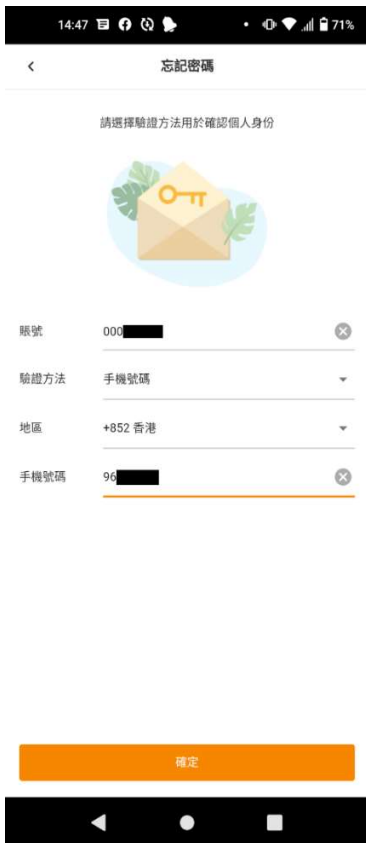 14:47 71%
忘記密碼
請選擇驗證方法用於確認個人身份
賬號 000
驗證方法 手機號碼
地區 +852 香港
手機號碼 96
確定